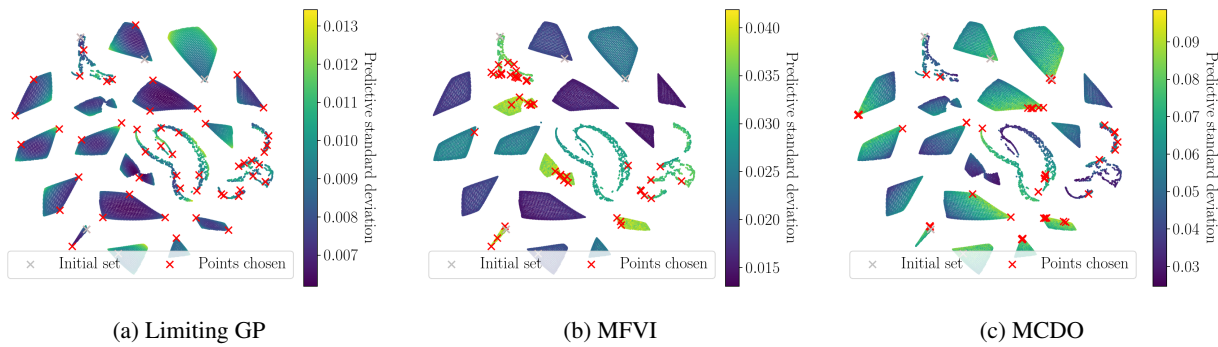 0.013
0.012
0.011
0.010
0.009
0.008
0.007
Predictive standard deviation
Initial set
Points chosen
(a) Limiting GP
0.040
0.035
0.030
0.025
0.020
0.015
Predictive standard deviation
Initial set
Points chosen
(b) MFVI
0.09
0.08
0.07
0.06
0.05
0.04
0.03
Predictive standard deviation
Initial set
Points chosen
(c) MCDO